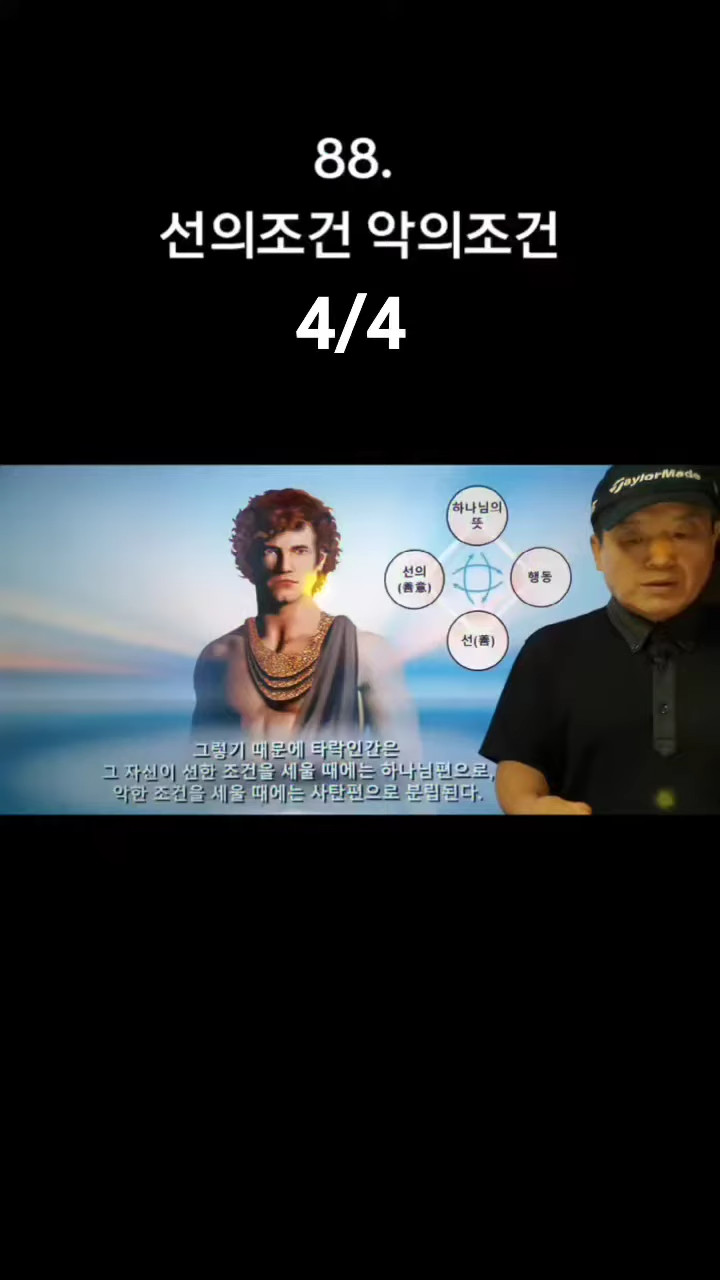 88.
선의조건 악의조건
4/4
TaylorMade
하나님의
뜻
선의
(善意)
행동
선(善)
그렇기 때문에 타락인간은
그 자신이 선한 조건을 세울 때에는 하나님편으로,
악한 조건을 세울 때에는 사탄편으로 분립된다.